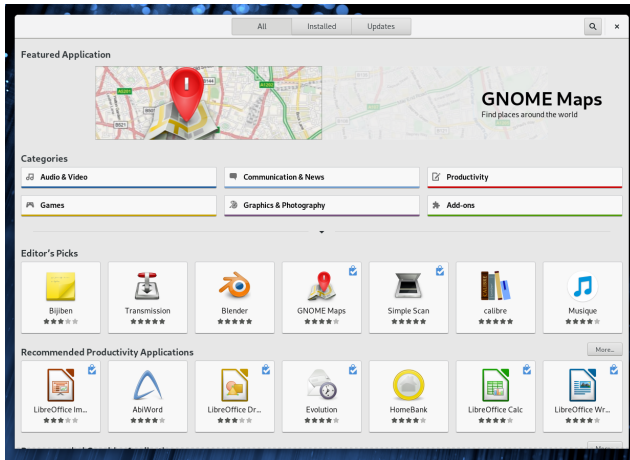 All Installed Updates
Featured Application
GNOME Maps
Find places around the world
Categories
Audio & Video Communication & News Productivity
Games Graphics & Photography Add-ons
Editor's Picks
Bijiben Transmission Blender GNOME Maps Simple Scan calibre Musique
Recommended Productivity Applications More...
LibreOffice Im... AbiWord LibreOffice Dr... Evolution HomeBank LibreOffice Calc LibreOffice Wr...